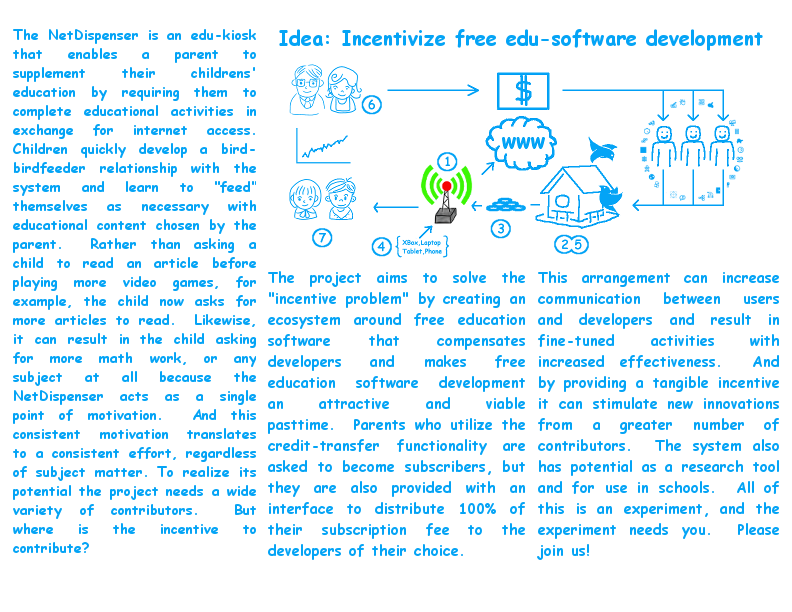 The NetDispenser is an edu-kiosk
that enables a parent to
supplement their childrens'
education by requiring them to
complete educational activities in
exchange for internet access.
Children quickly develop a bird-
birdfeeder relationship with the
system and learn to "feed"
themselves as necessary with
educational content chosen by the
parent. Rather than asking a
child to read an article before
playing more video games, for
example, the child now asks for
more articles to read. Likewise,
it can result in the child asking
for more math work, or any
subject at all because the
NetDispenser acts as a single
point of motivation. And this
consistent motivation translates
to a consistent effort, regardless
of subject matter. To realize its
potential the project needs a wide
variety of contributors. But
where is the incentive to
contribute?
Idea: Incentivize free edu-software development
6
$
www
1
3
7
4
XBox,Laptop
Tablet,Phone
2 5
The project aims to solve the
"incentive problem" by creating an
ecosystem around free education
software that compensates
developers and makes free
education software development
an attractive and viable
pasttime. Parents who utilize the
credit-transfer functionality are
asked to become subscribers, but
they are also provided with an
interface to distribute 100% of
their subscription fee to the
developers of their choice.
This arrangement can increase
communication between users
and developers and result in
fine-tuned activities with
increased effectiveness. And
by providing a tangible incentive
it can stimulate new innovations
from a greater number of
contributors. The system also
has potential as a research tool
and for use in schools. All of
this is an experiment, and the
experiment needs you. Please
join us!